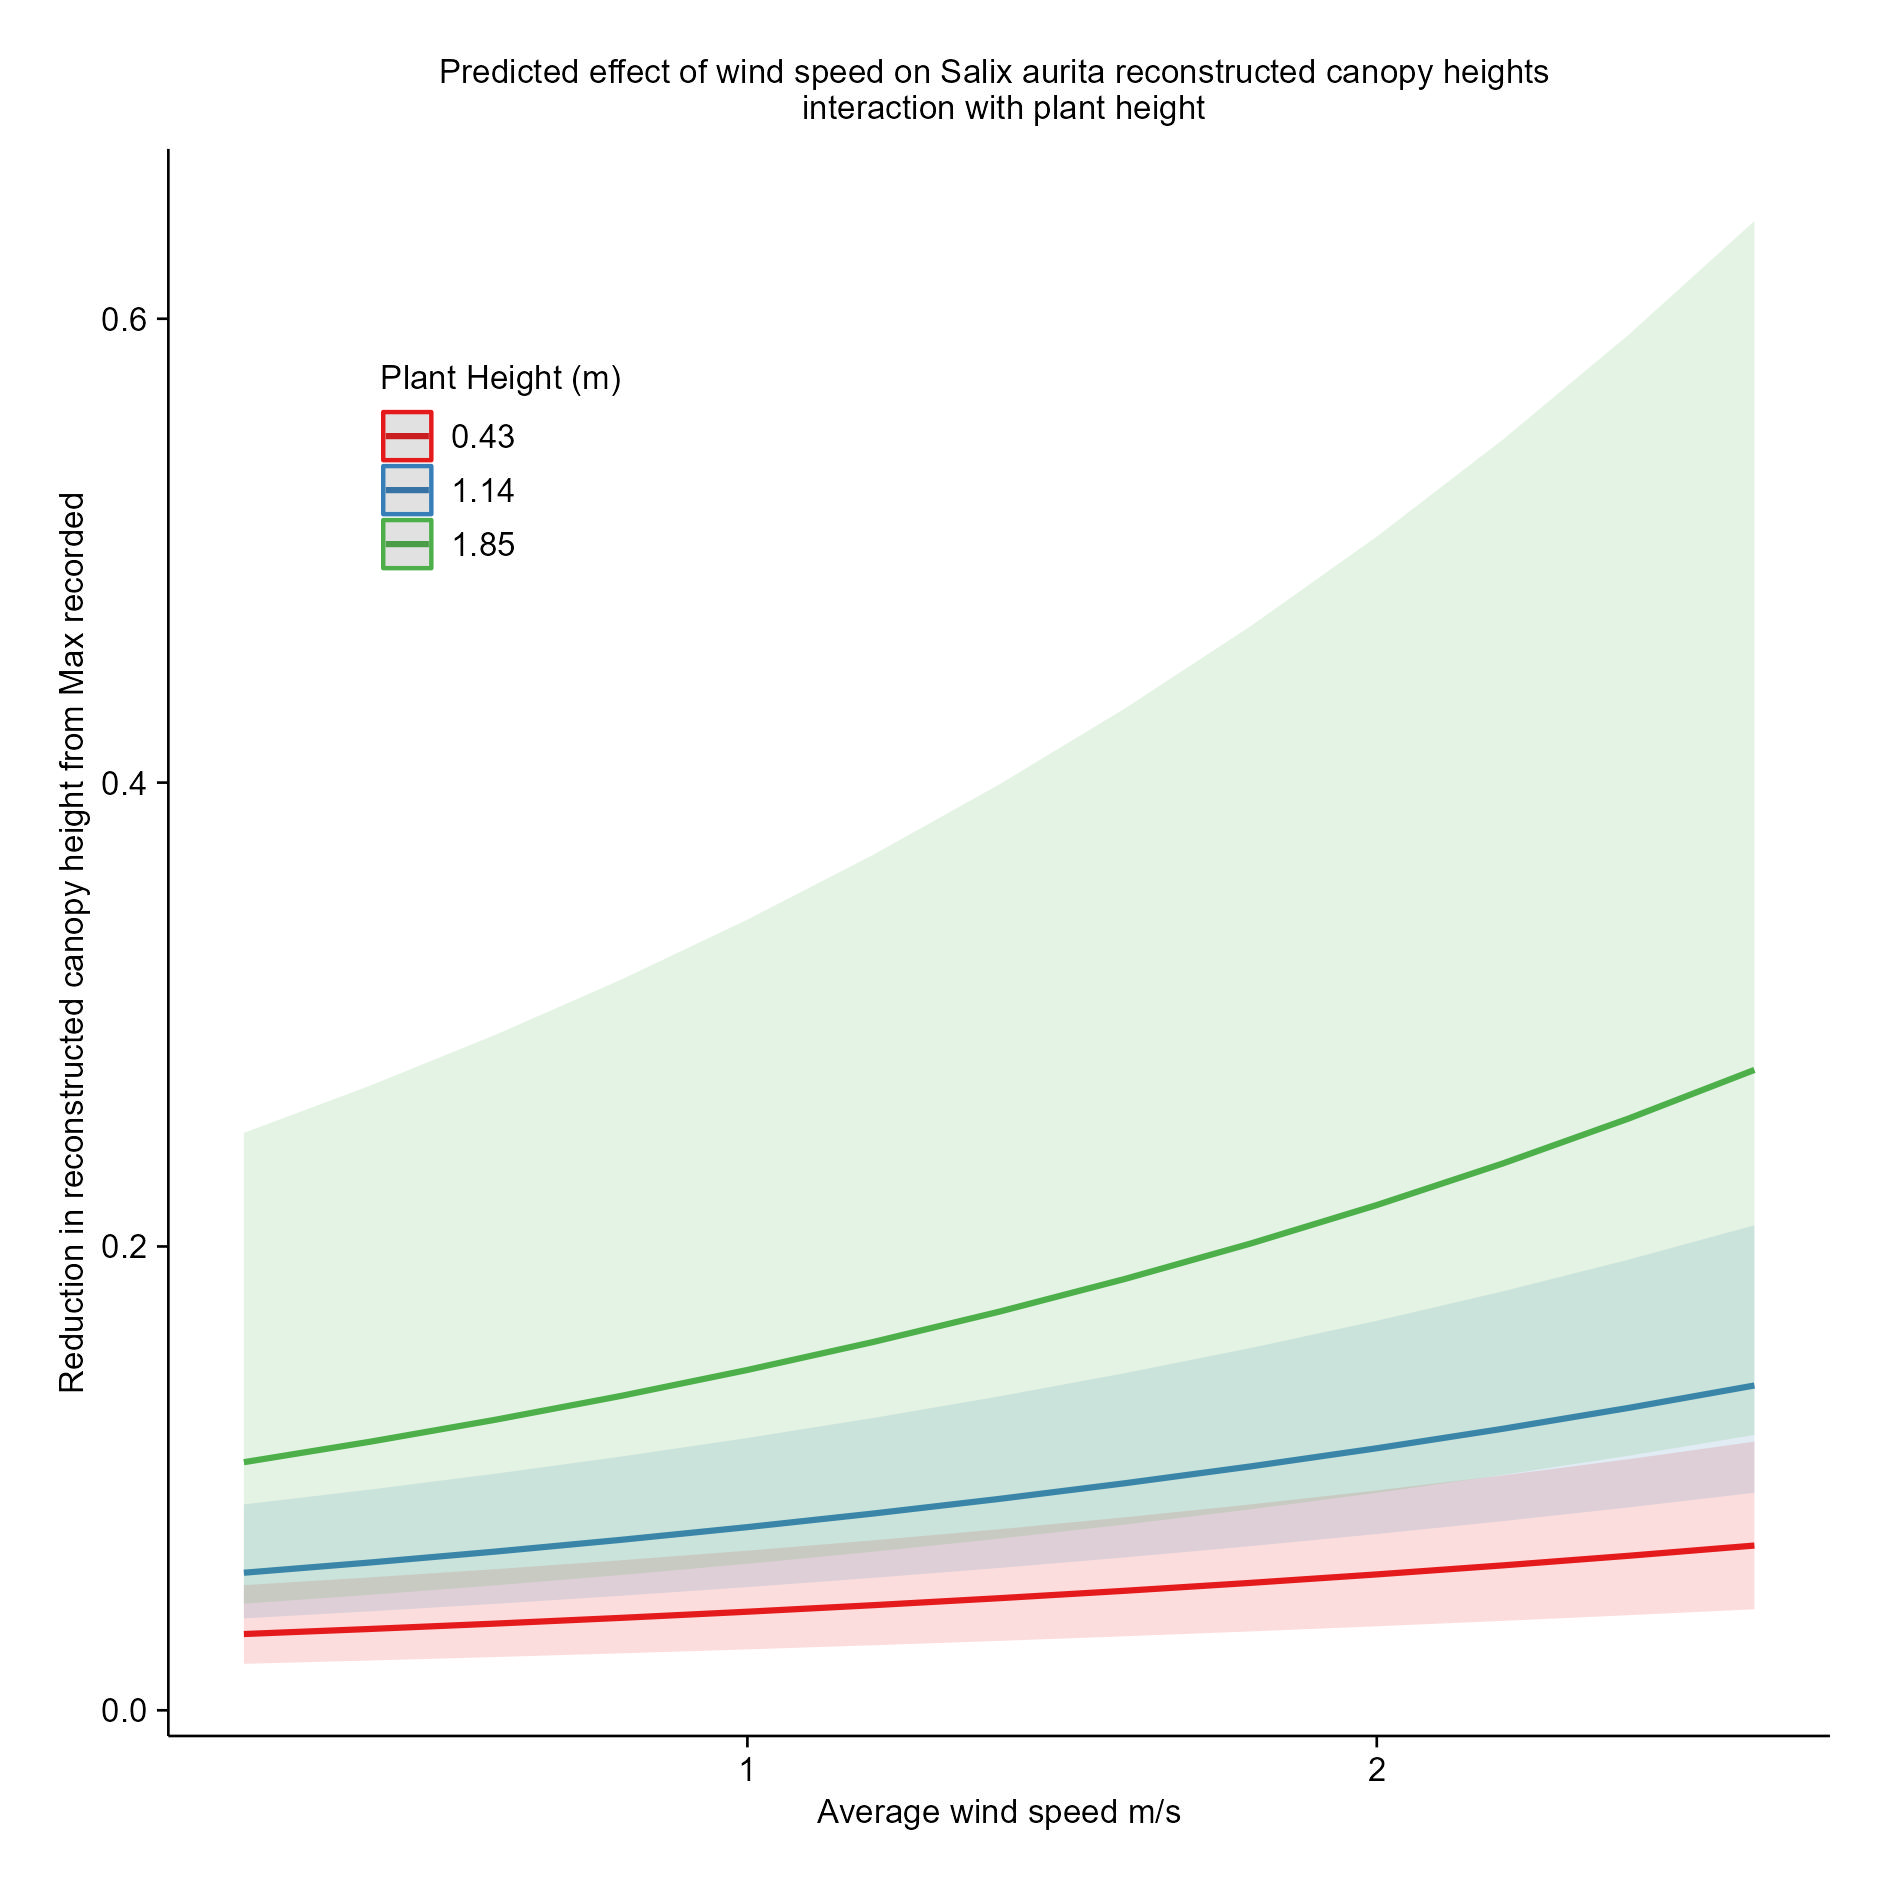 Predicted effect of wind speed on Salix aurita reconstructed canopy heights
interaction with plant height
Reduction in reconstructed canopy height from Max recorded
0.6
0.4
0.2
0.0
Plant Height (m)
0.43
1.14
1.85
1
2
Average wind speed m/s